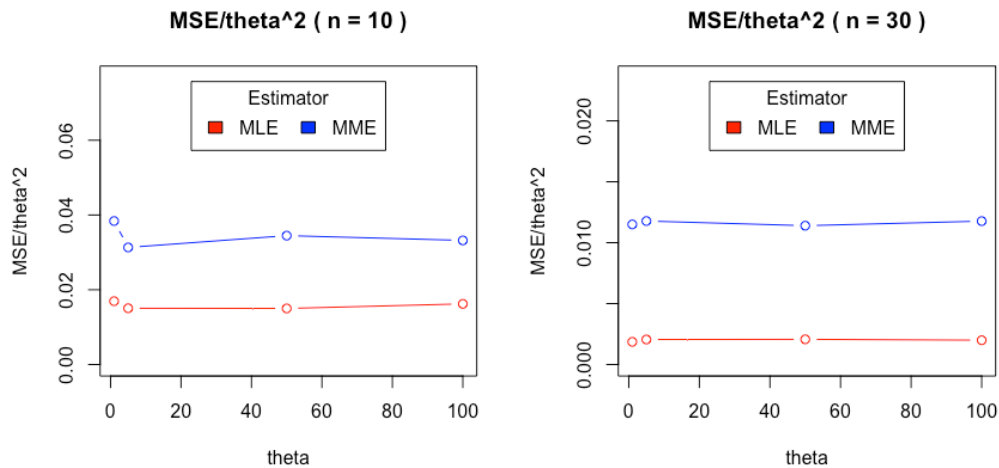 MSE/theta^2 ( n = 10 )
Estimator
MLE MME
MSE/theta^2
0.06
0.04
0.02
0.00
0 20 40 60 80 100
theta
MSE/theta^2 ( n = 30 )
Estimator
MLE MME
MSE/theta^2
0.020
0.010
0.000
0 20 40 60 80 100
theta